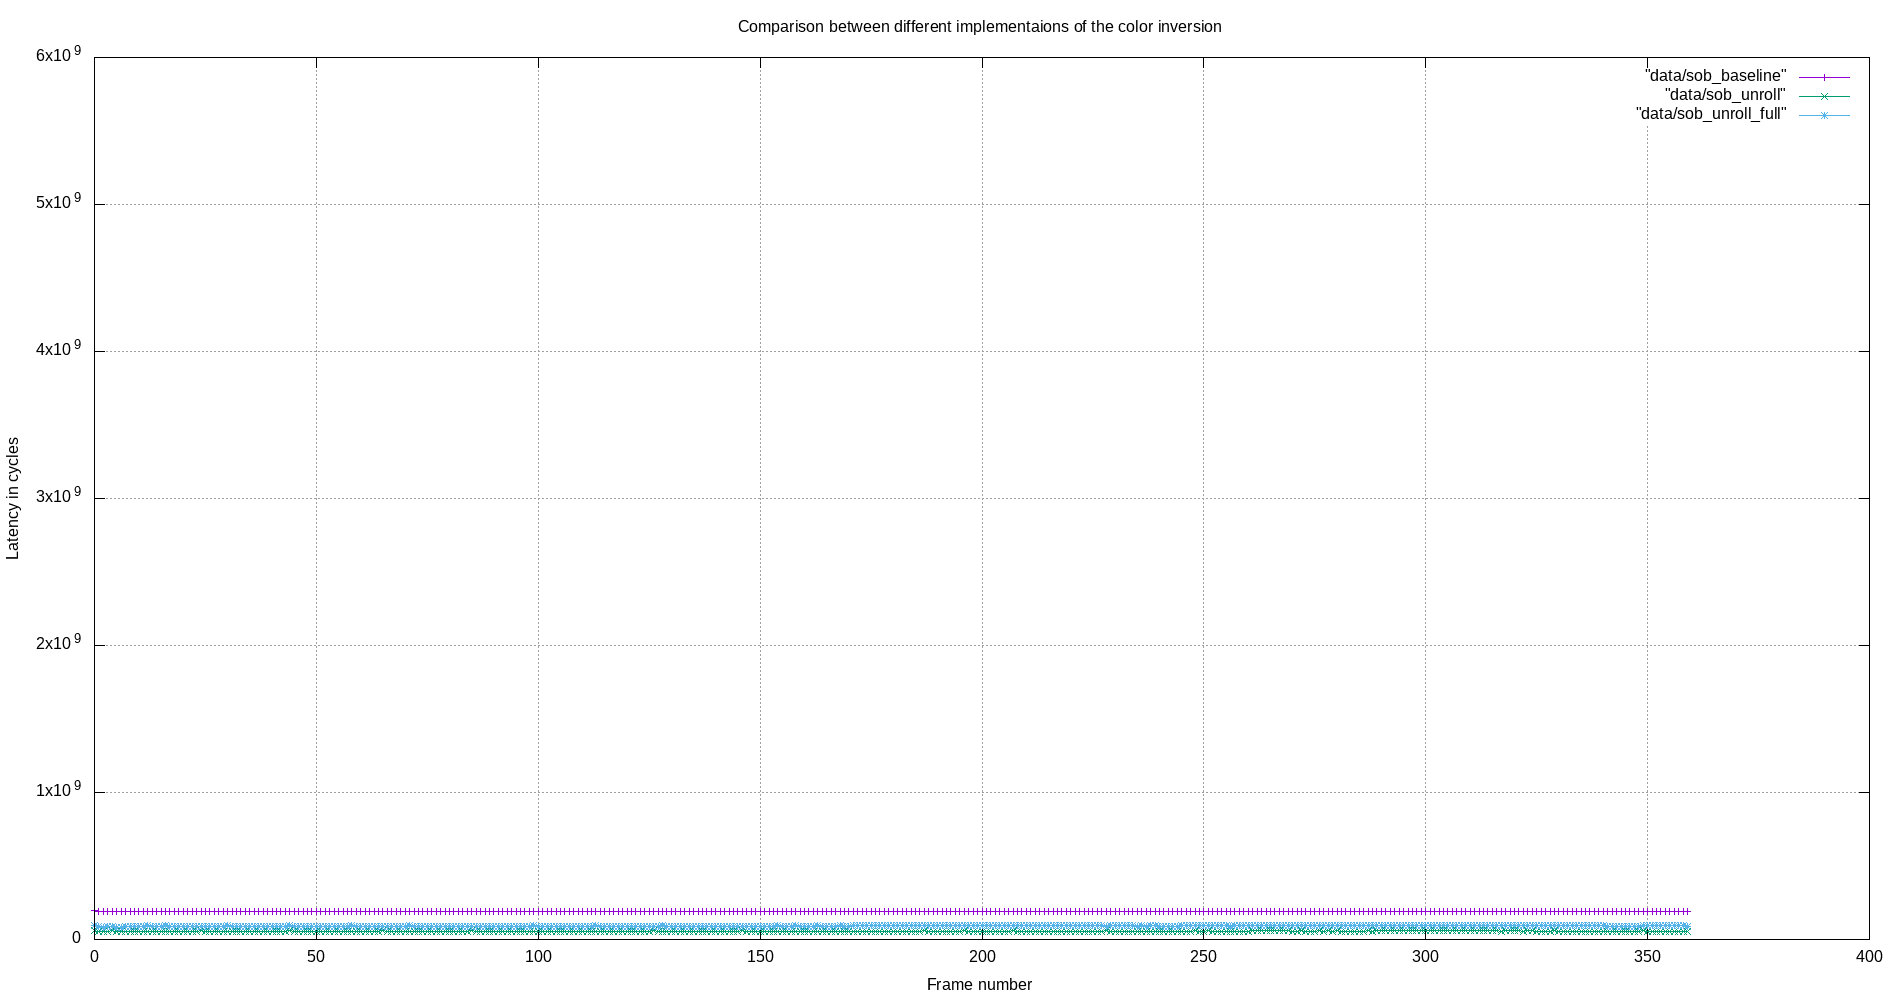 Comparison between different implementaions of the color inversion
6x10^9
5x10^9
4x10^9
3x10^9
2x10^9
1x10^9
0
Latency in cycles
"data/sob_baseline"
"data/sob_unroll"
"data/sob_unroll_full"
0 50 100 150 200 250 300 350 400
Frame number